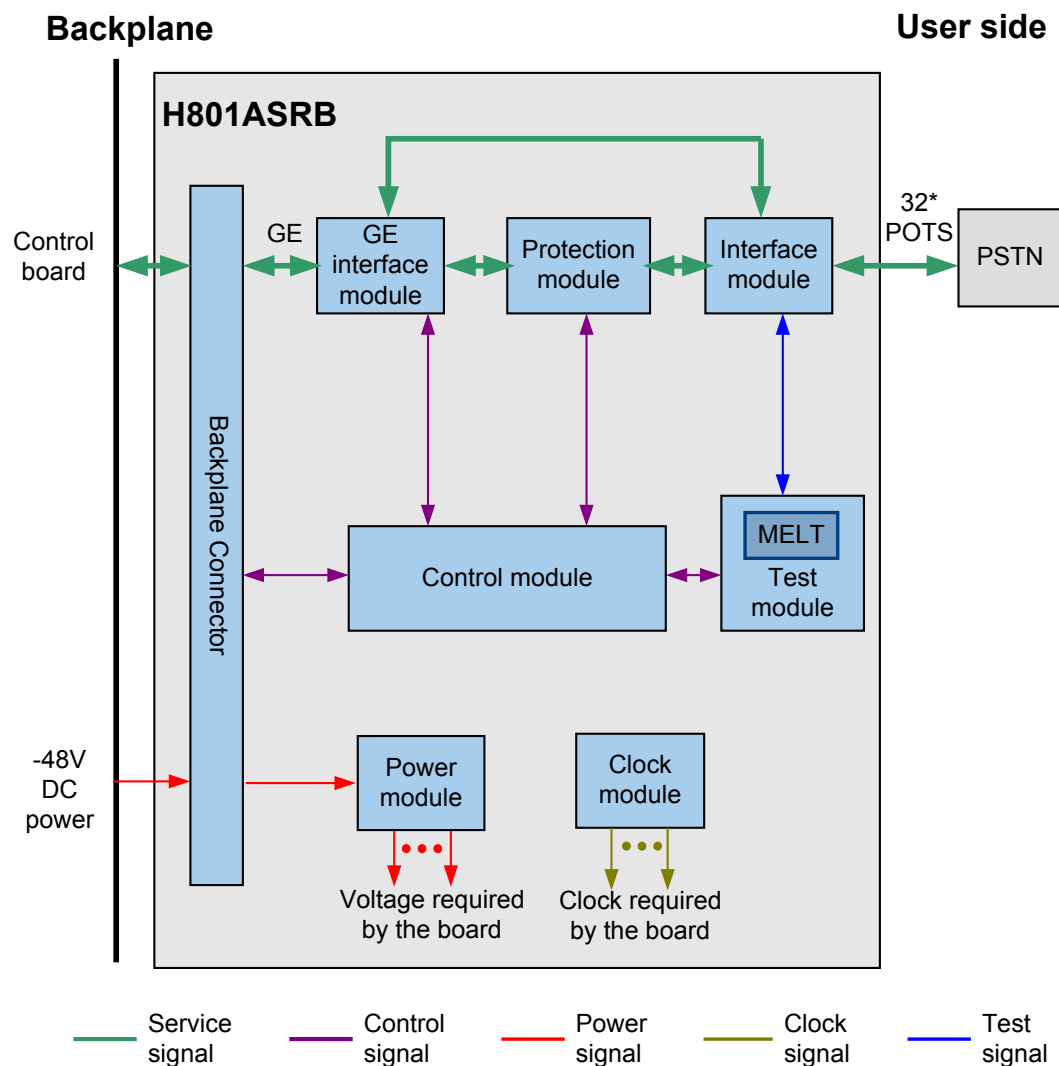 Backplane
User side
H801ASRB
Control
board
GE
GE
interface
module
Protection
module
Interface
module
32*
POTS
PSTN
Backplane Connector
Control module
MELT
Test
module
-48V
DC
power
Power
module
Clock
module
Voltage required
by the board
Clock required
by the board
Service
signal
Control
signal
Power
signal
Clock
signal
Test
signal